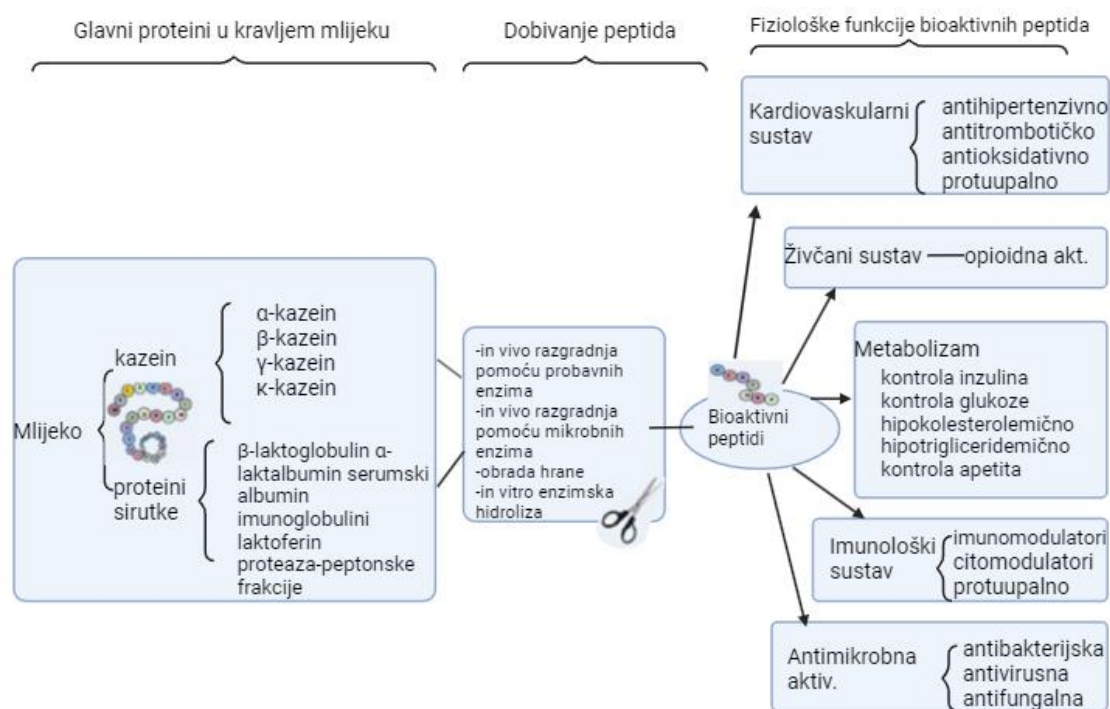 Glavni proteini u kravljem mlijeku
Dobivanje peptida
Fiziološke funkcije bioaktivnih peptida
Mlijeko
kazein
α-kazein
β-kazein
γ-kazein
κ-kazein
proteini
sirutke
β-laktoglobulin α-
laktalbumin serumski
albumin
imunoglobulini
laktoferin
proteaza-peptonske
frakcije
-in vivo razgradnja
pomoću probavnih
enzima
-in vivo razgradnja
pomoću mikrobnih
enzima
-obrada hrane
-in vitro enzimska
hidroliza
Bioaktivni
peptidi
Kardiovaskularni
sustav
antihipertenzivno
antitrombotičko
antioksidativno
protuupalno
Živčani sustav
opioidna akt.
Metabolizam
kontrola inzulina
kontrola glukoze
hipokolesterolemično
hipotrigliceridemično
kontrola apetita
Imunološki
sustav
imunomodulatori
citomodulatori
protuupalno
Antimikrobna
aktiv.
antibakterijska
antivirusna
antifungalna